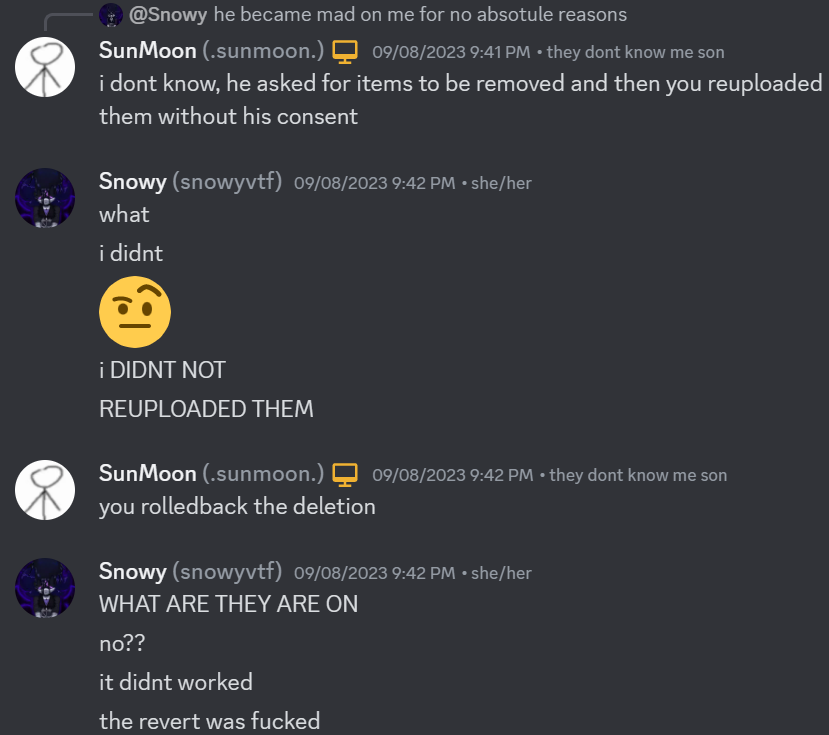 @Snowy he became mad on me for no absotule reasons
SunMoon (.sunmoon.) 09/08/2023 9:41 PM • they dont know me son
i dont know, he asked for items to be removed and then you reuploaded
them without his consent
Snowy (snowyvtf) 09/08/2023 9:42 PM • she/her
what
i didnt
i DIDNT NOT
REUPLOADED THEM
SunMoon (.sunmoon.) 09/08/2023 9:42 PM • they dont know me son
you rolledback the deletion
Snowy (snowyvtf) 09/08/2023 9:42 PM • she/her
WHAT ARE THEY ARE ON
no??
it didnt worked
the revert was fucked